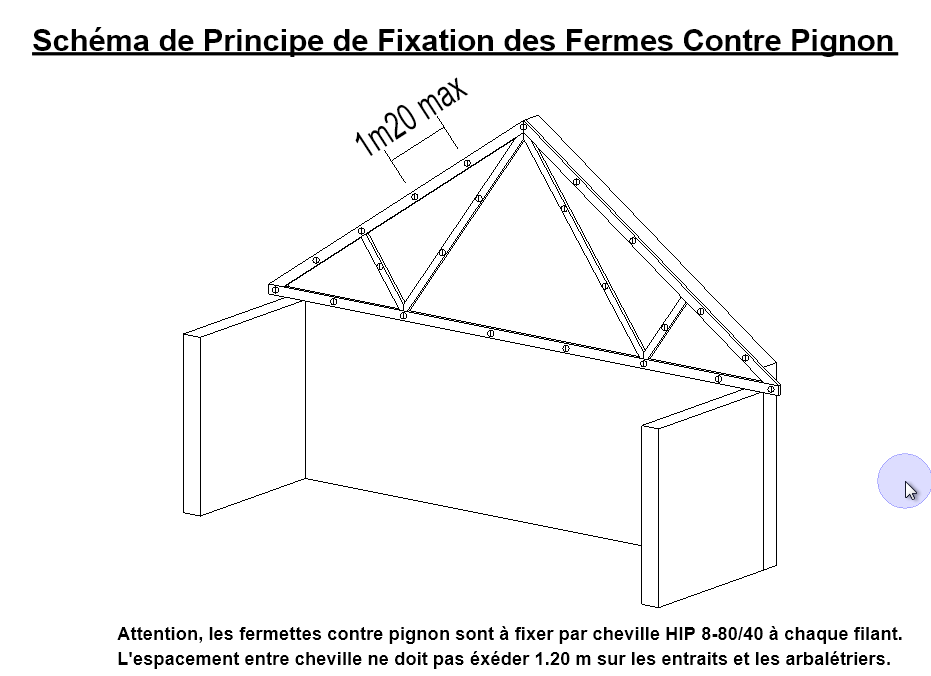 Schéma de Principe de Fixation des Fermes Contre Pignon
1m20 max
Attention, les fermettes contre pignon sont à fixer par cheville HIP 8-80/40 à chaque filant.
L'espacement entre cheville ne doit pas éxéder 1.20 m sur les entraits et les arbalétriers.